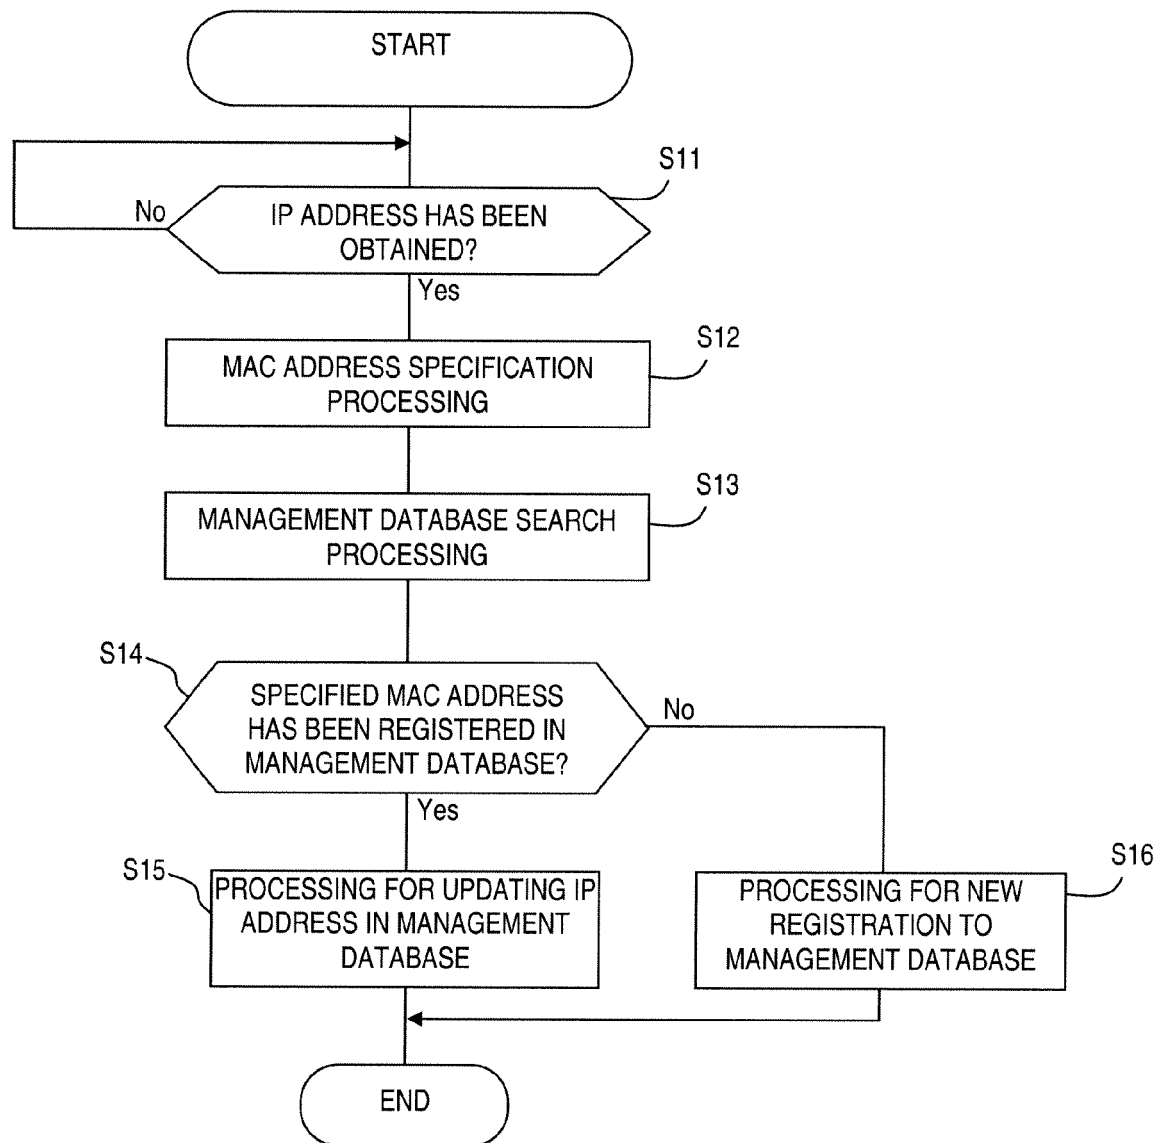 START
S11
No
IP ADDRESS HAS BEEN
OBTAINED?
Yes
S12
MAC ADDRESS SPECIFICATION
PROCESSING
S13
MANAGEMENT DATABASE SEARCH
PROCESSING
S14
SPECIFIED MAC ADDRESS
HAS BEEN REGISTERED IN
MANAGEMENT DATABASE?
No
Yes
S15
PROCESSING FOR UPDATING IP
ADDRESS IN MANAGEMENT
DATABASE
S16
PROCESSING FOR NEW
REGISTRATION TO
MANAGEMENT DATABASE
END